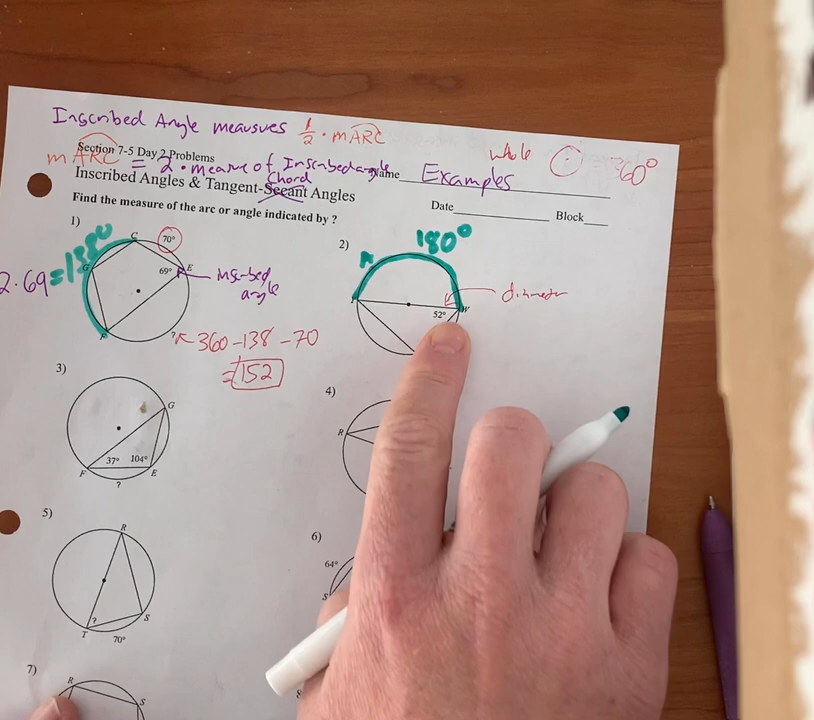 Inscribed Angle meausures 1/2 · mARC
Section 7-5 Day 2 Problems
mARC = 2 · measure of Inscribed angle
whole = 360°
Name Examples
Chord
Inscribed Angles & Tangent-Secant Angles
Date Block
Find the measure of the arc or angle indicated by ?
1)
138°
C
70°
G
69°
E
2·69=138°
inscribed
angle
F
?
360-138-70
=152
2)
180°
52°
W
diameter
3)
G
37°
104°
F
E
?
4)
R
5)
R
?
S
T
70°
6)
64°
S
7)
R
S
8